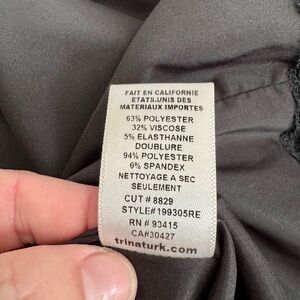 FAIT EN CALIFORNIE
ETATS.UNIS DES
MATERIAUX IMPORTES
63% POLYESTER
32% VISCOSE
5% ELASTHANNE
DOUBLURE
94% POLYESTER
6% SPANDEX
NETTOYAGE A SEC
SEULEMENT
CUT # 8829
STYLE#199305RE
RN # 93415
CA#30427
trinaturk.com